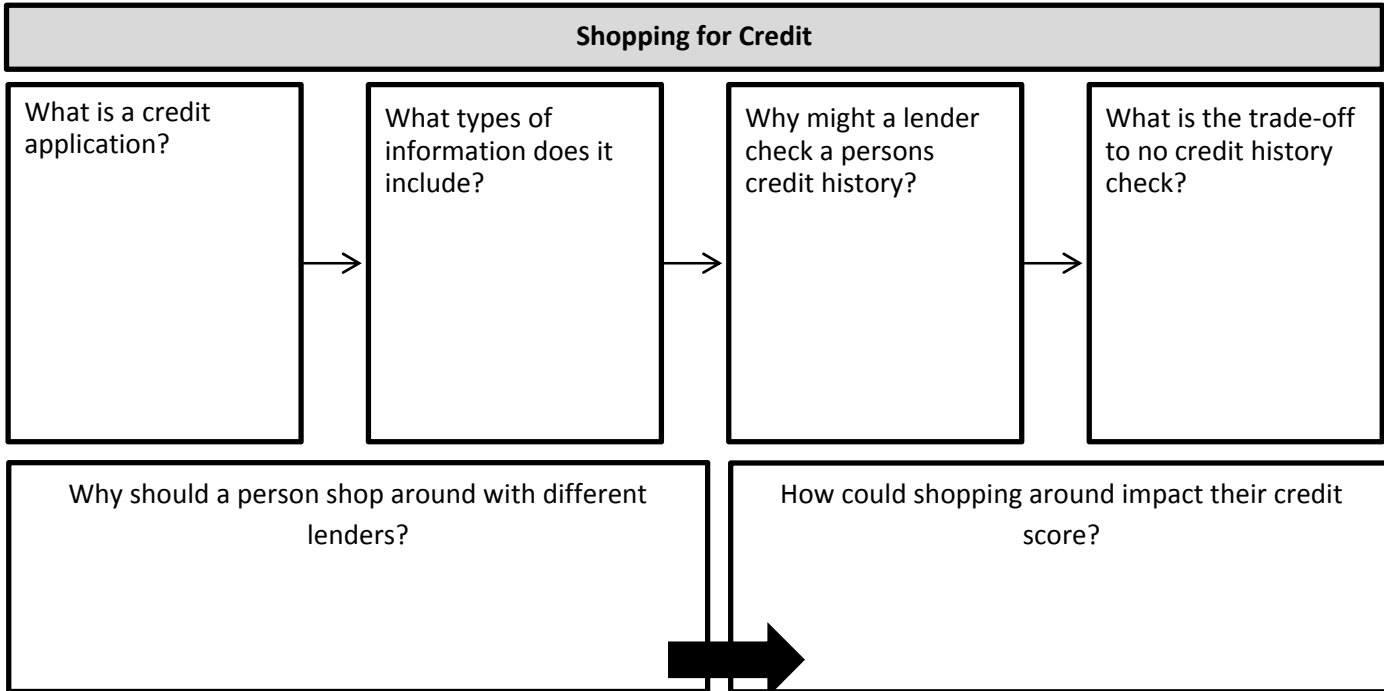 Shopping for Credit
What is a credit
application?
What types of
information does it
include?
Why might a lender
check a persons
credit history?
What is the trade-off
to no credit history
check?
Why should a person shop around with different
lenders?
How could shopping around impact their credit
score?